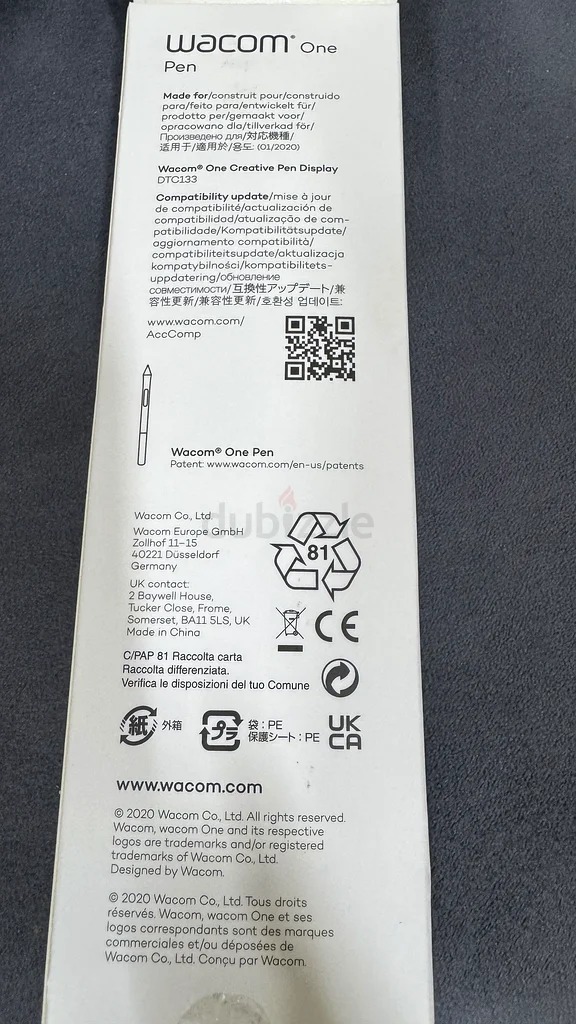 wacom® One
Pen
Made for/construit pour/construido
para/feito para/entwickelt für/
prodotto per/gemaakt voor/
opracowano dla/tillverkad för/
Произведено для/対応機種/
适用于/適用於/용도: (01/2020)
Wacom® One Creative Pen Display
DTC133
Compatibility update/mise à jour
de compatibilité/actualización de
compatibilidad/atualização de com-
patibilidade/Kompatibilitätsupdate/
aggiornamento compatibilità/
compatibiliteitsupdate/aktualizacja
kompatybilności/kompatibilitets-
uppdatering/обновление
совместимости/互換性アップデート/兼
容性更新/兼容性更新/호환성 업데이트:
www.wacom.com/
AccComp
Wacom® One Pen
Patent: www.wacom.com/en-us/patents
dubizzle
Wacom Co., Ltd.
Wacom Europe GmbH
Zollhof 11–15
40221 Düsseldorf
Germany
81
UK contact:
2 Baywell House,
Tucker Close, Frome,
Somerset, BA11 5LS, UK
Made in China
CE
C/PAP 81 Raccolta carta
Raccolta differenziata.
Verifica le disposizioni del tuo Comune
紙 外箱
プラ 袋：PE
保護シート：PE
UK
CA
www.wacom.com
© 2020 Wacom Co., Ltd. All rights reserved.
Wacom, wacom One and its respective
logos are trademarks and/or registered
trademarks of Wacom Co., Ltd.
Designed by Wacom.
© 2020 Wacom Co., Ltd. Tous droits
réservés. Wacom, wacom One et ses
logos correspondants sont des marques
commerciales et/ou déposées de
Wacom Co., Ltd. Conçu par Wacom.